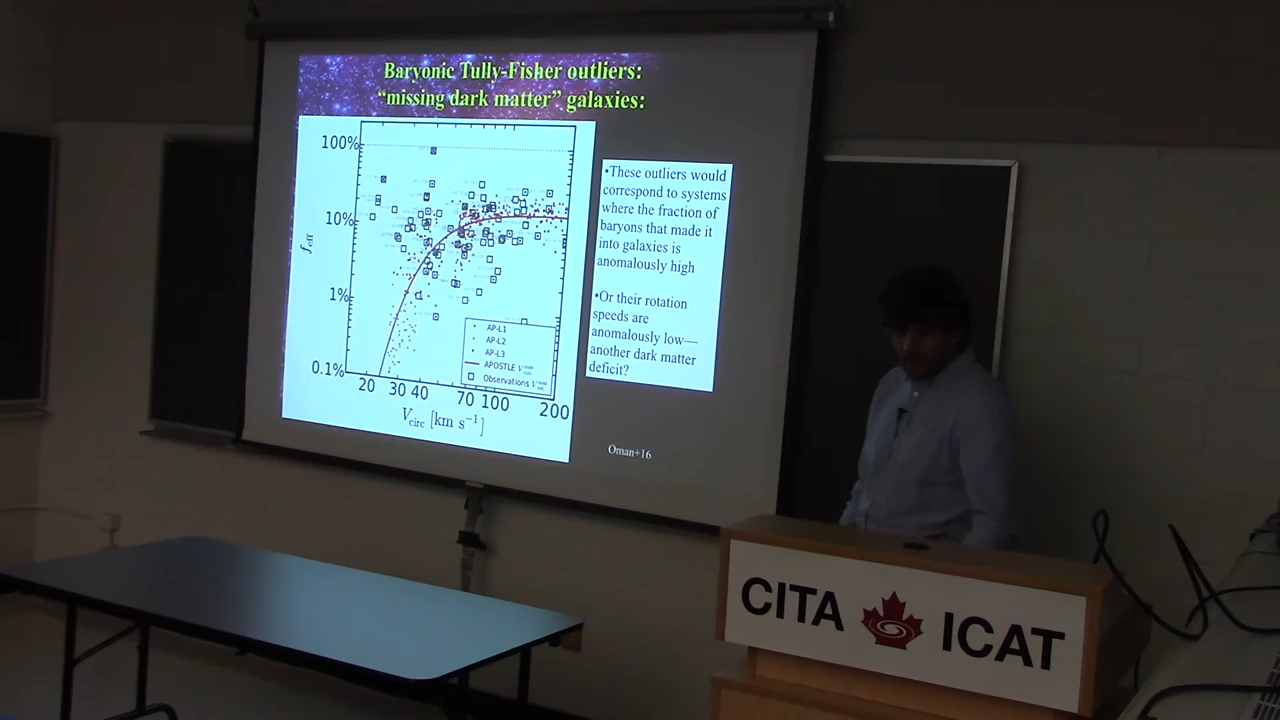 Baryonic Tully-Fisher outliers:
“missing dark matter” galaxies:
100%
10%
1%
0.1%
f_eff
20 30 40 70 100 200
V_circ [km s⁻¹]
AP-L1
AP-L2
AP-L3
APOSTLE
Observations
•These outliers would
correspond to systems
where the fraction of
baryons that made it
into galaxies is
anomalously high
•Or their rotation
speeds are
anomalously low—
another dark matter
deficit?
Oman+16
CITA ICAT